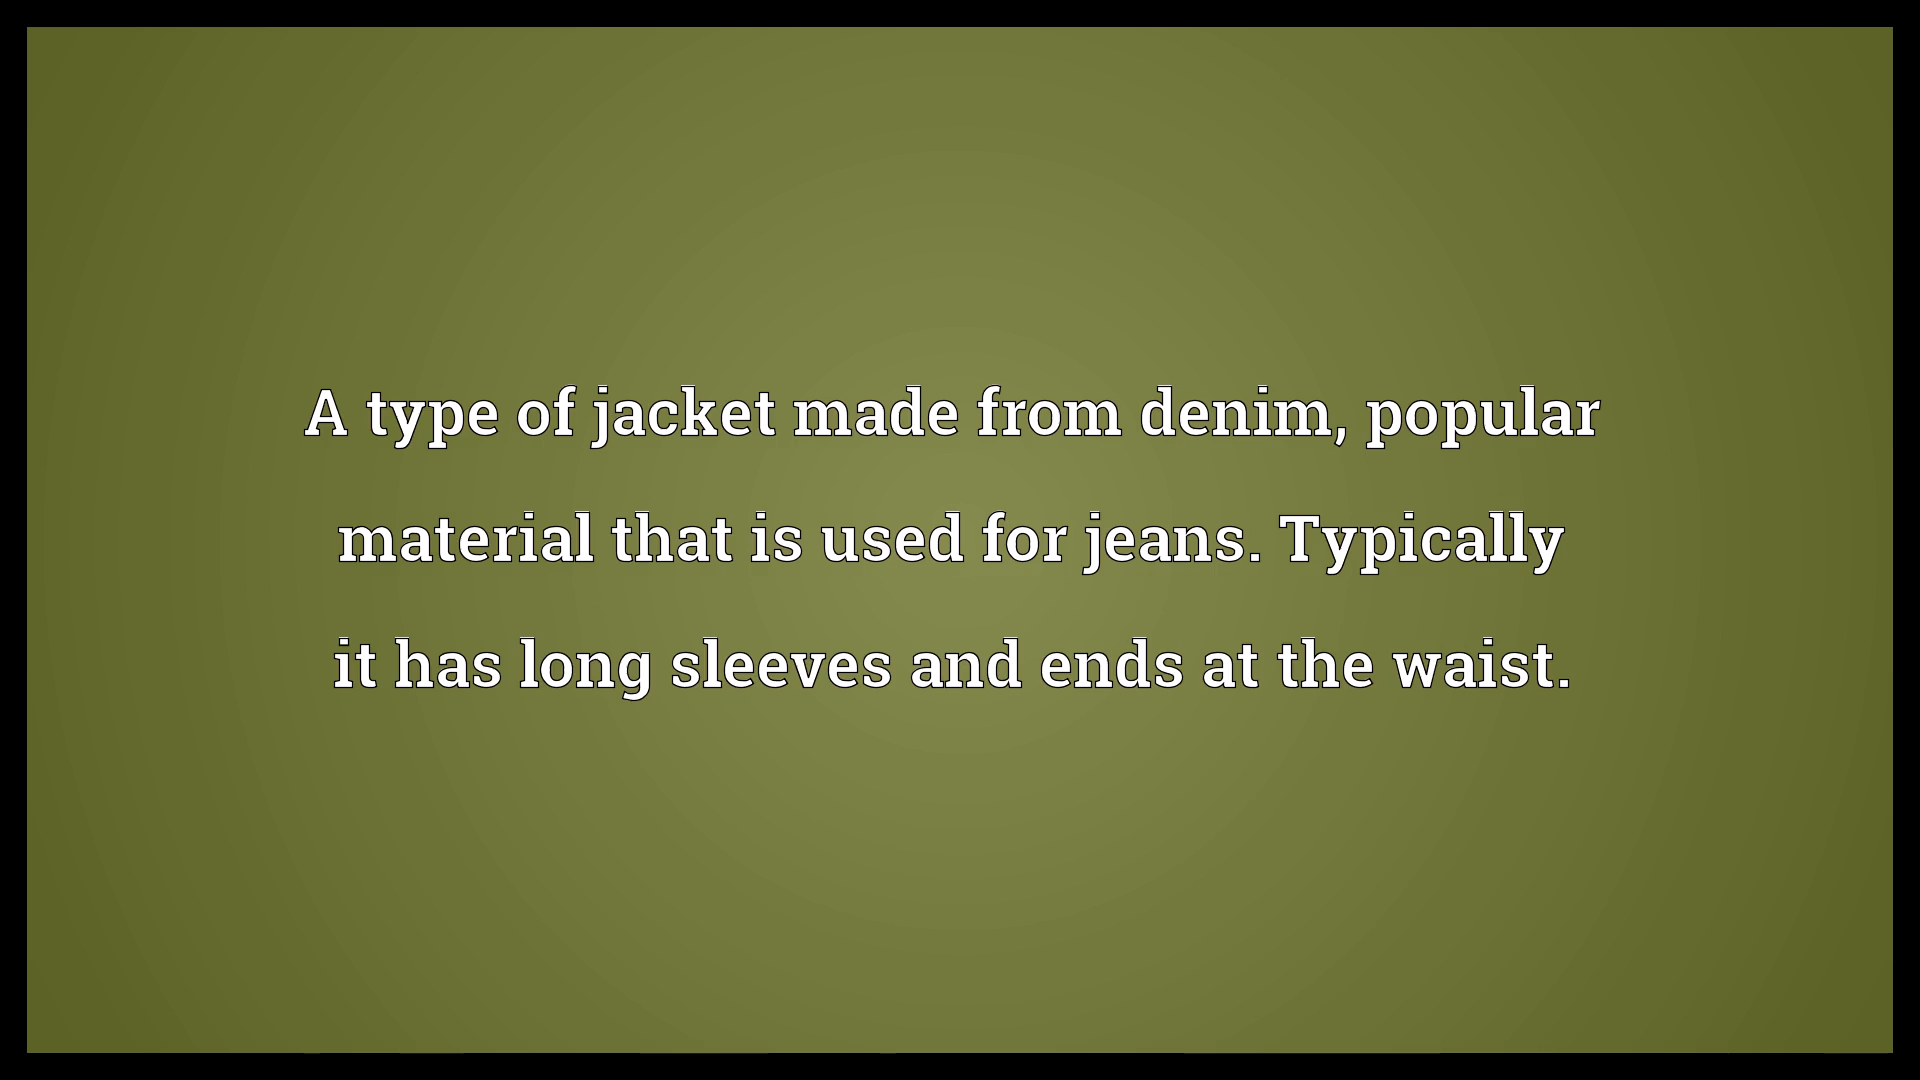 A type of jacket made from denim, popular
material that is used for jeans. Typically
it has long sleeves and ends at the waist.